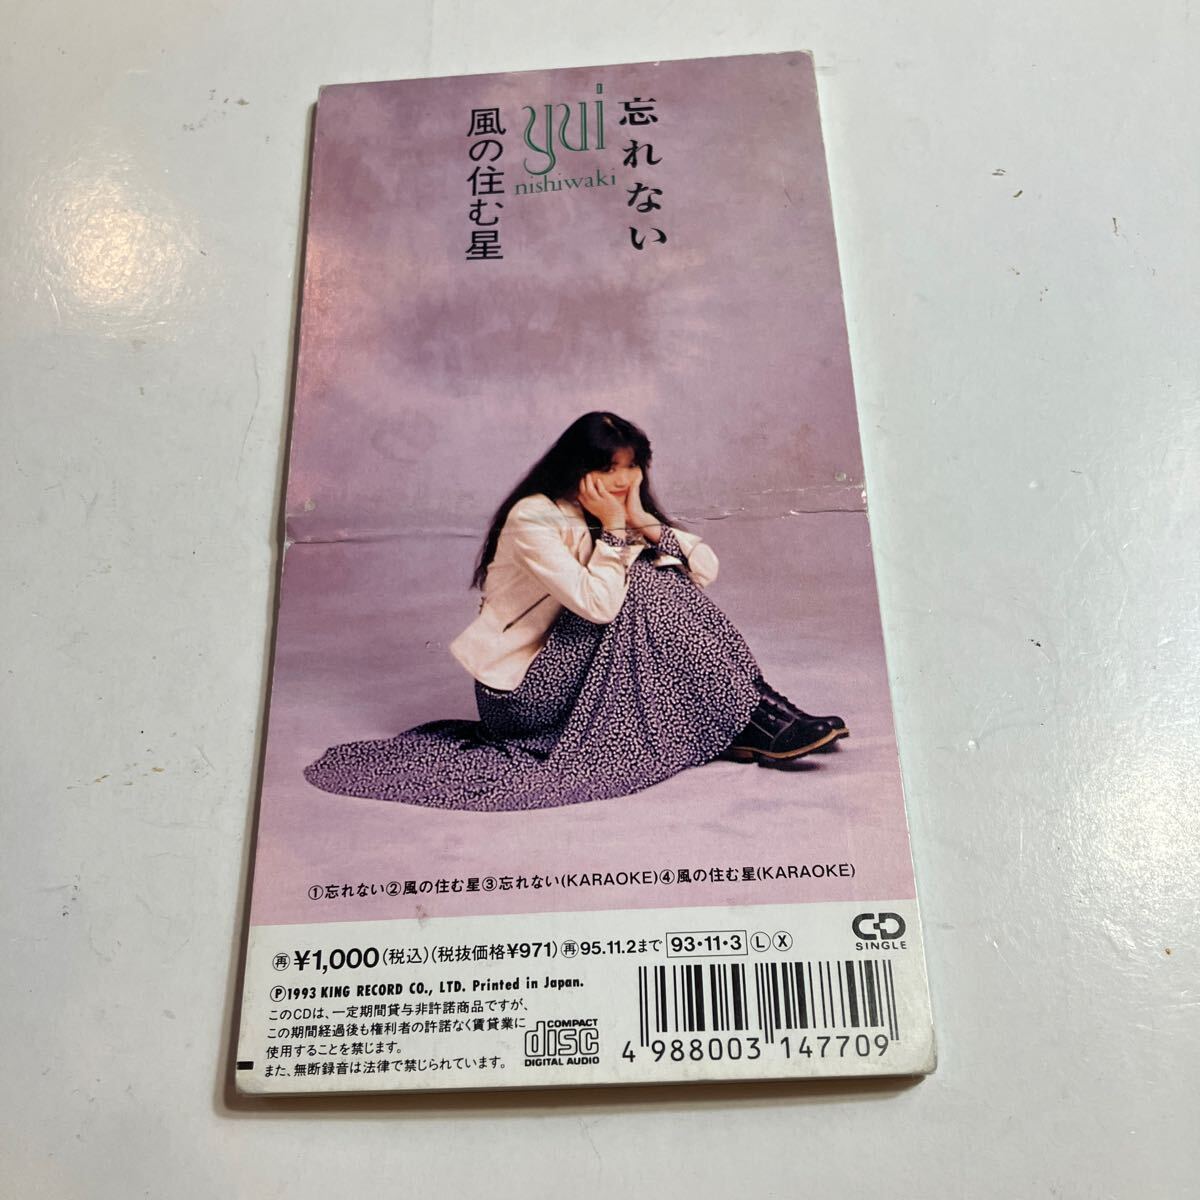 忘れない
yui
nishiwaki
風の住む星
①忘れない②風の住む星③忘れない(KARAOKE)④風の住む星(KARAOKE)
再¥1,000(税込)(税抜価格¥971)再95.11.2まで 93・11・3 Ⓛ Ⓧ
CD
SINGLE
Ⓟ1993 KING RECORD CO., LTD. Printed in Japan.
このCDは、一定期間貸与非許諾商品ですが、
この期間経過後も権利者の許諾なく賃貸業に
使用することを禁じます。
また、無断録音は法律で禁じられています。
COMPACT
disc
DIGITAL AUDIO
4 988003 147709